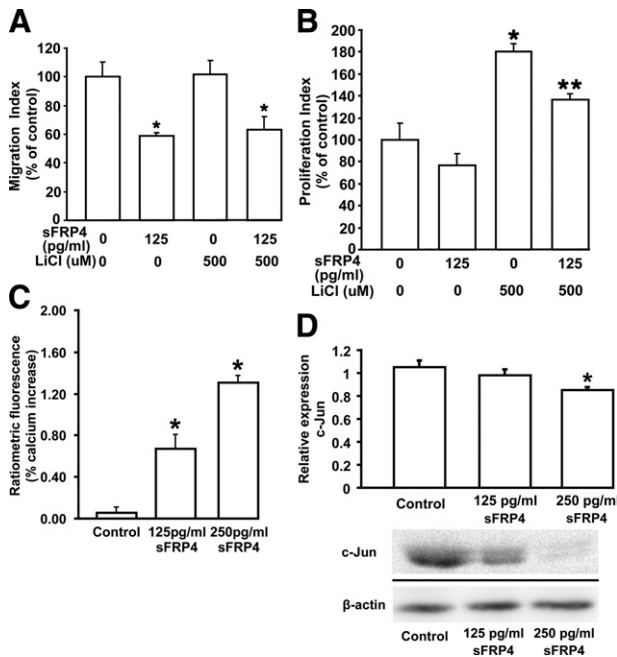 A
Migration Index
(% of control)
120
100
80
60
40
20
0
*
*
sFRP4
(pg/ml)
0
125
0
125
LiCl (uM)
0
0
500
500
B
Proliferation Index
(% of control)
200
180
160
140
120
100
80
60
40
20
0
*
**
sFRP4
(pg/ml)
0
125
0
125
LiCl (uM)
0
0
500
500
C
Ratiometric fluorescence
(% calcium increase)
2.00
1.60
1.20
0.80
0.40
0.00
*
*
Control
125pg/ml
sFRP4
250pg/ml
sFRP4
D
Relative expression
c-Jun
1.2
1
0.8
0.6
0.4
0.2
0
*
Control
125 pg/ml
sFRP4
250 pg/ml
sFRP4
c-Jun
β-actin
Control
125 pg/ml
sFRP4
250 pg/ml
sFRP4